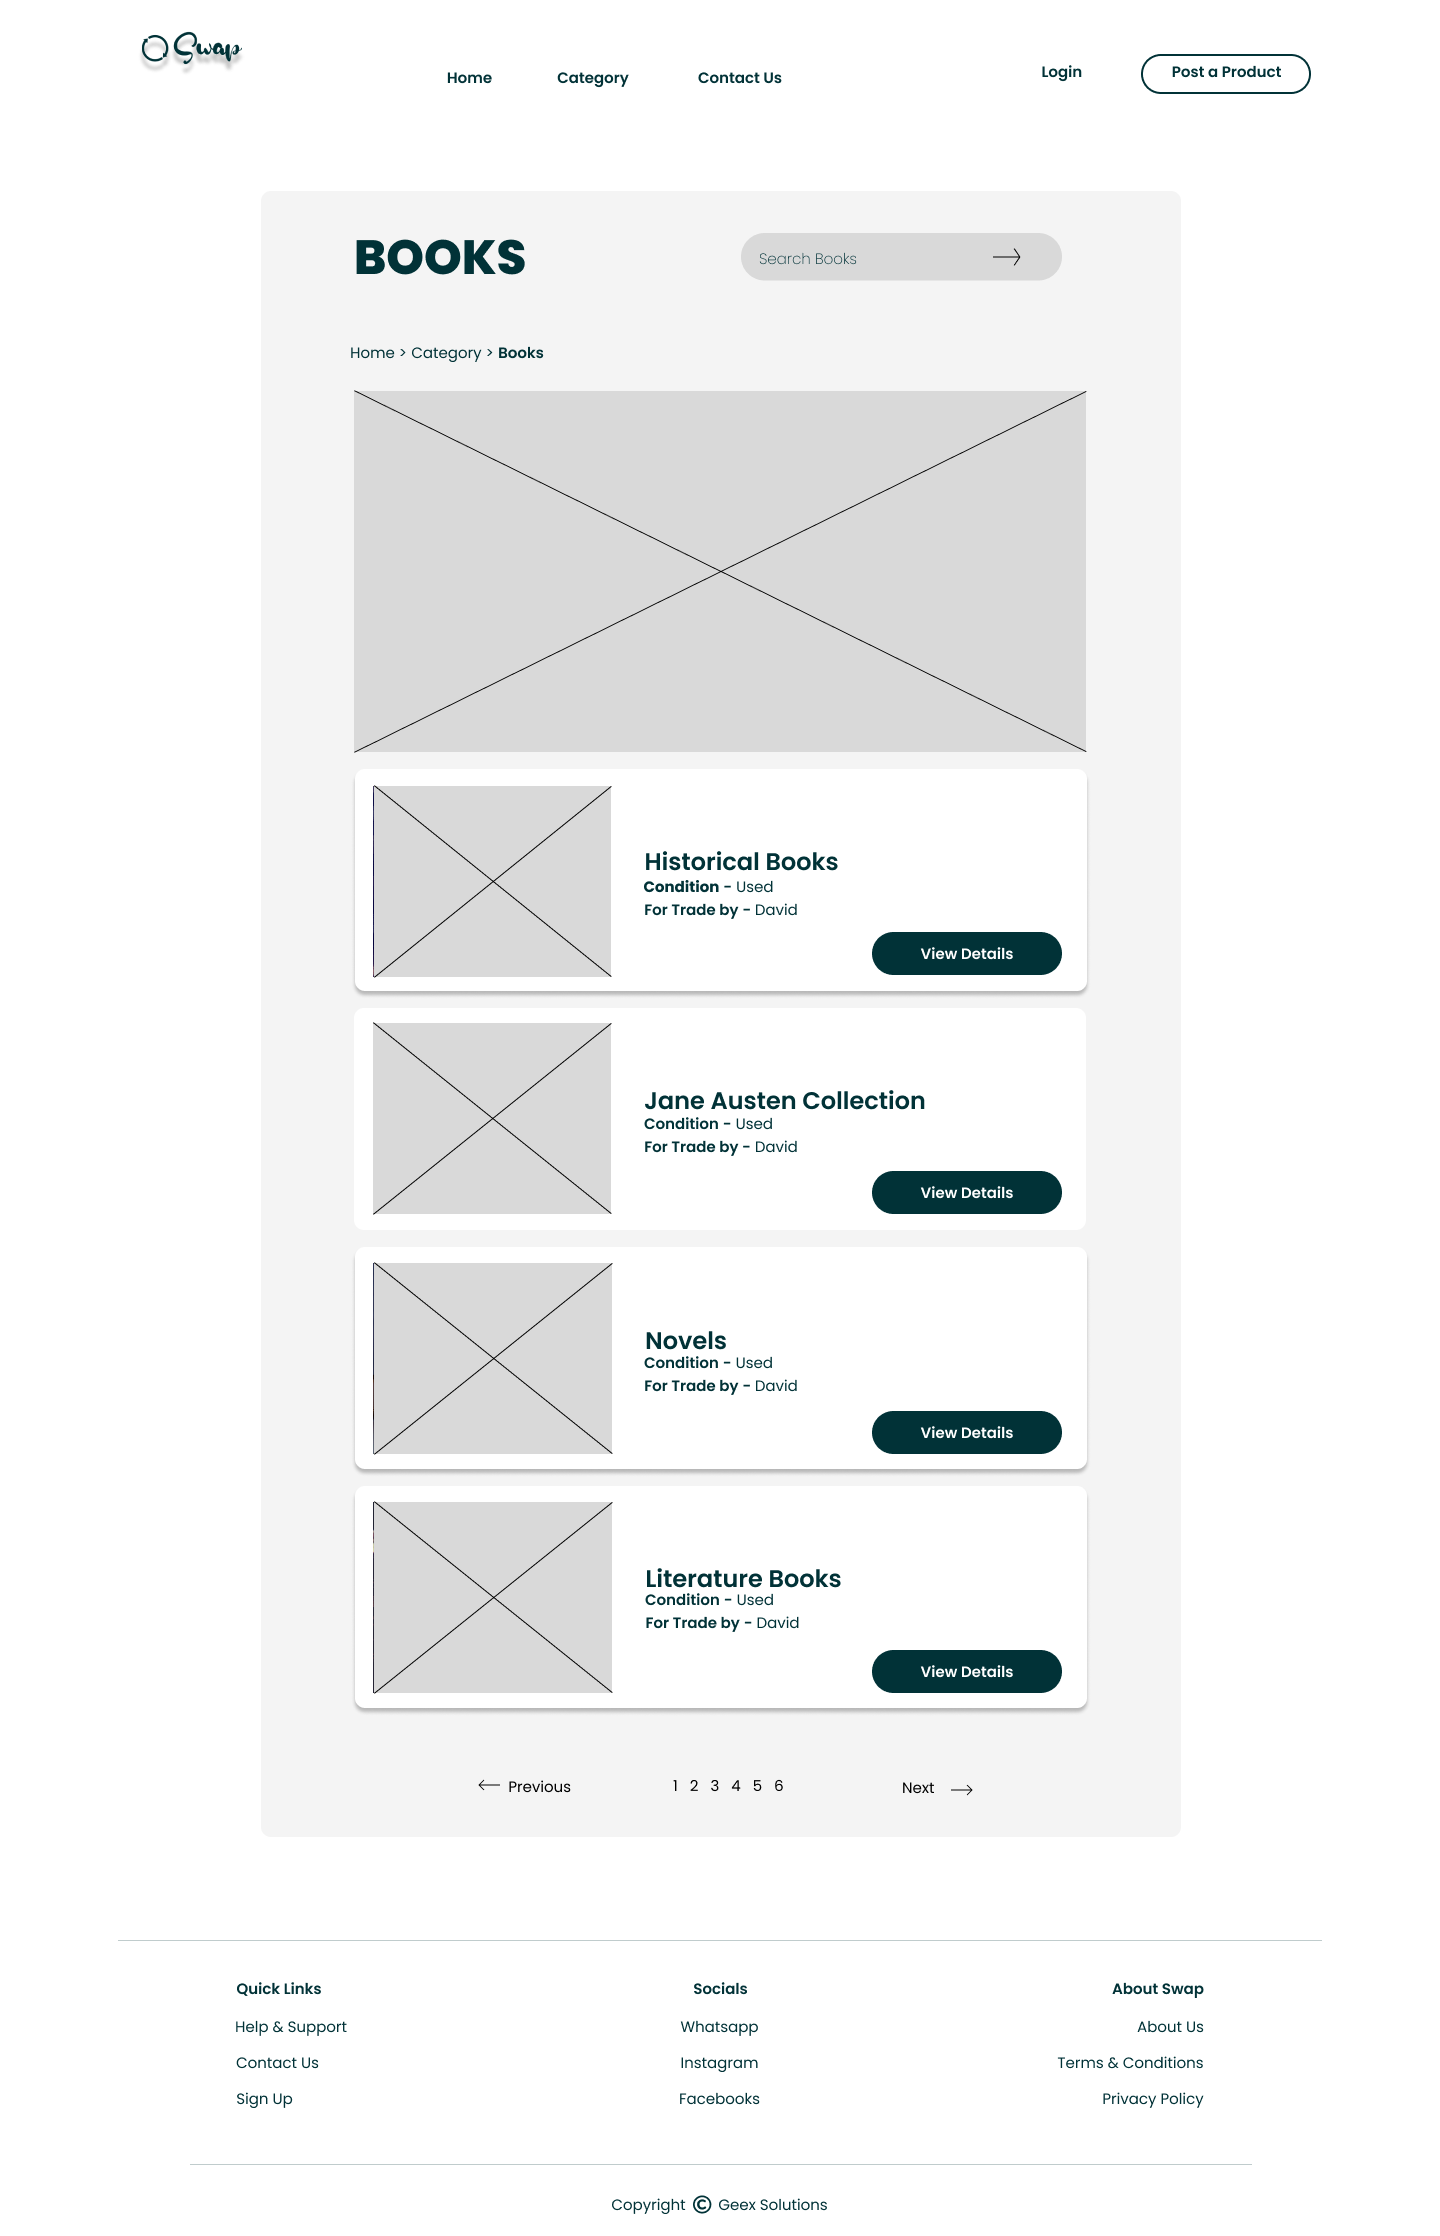 Swap
Home Category Contact Us Login Post a Product
BOOKS
Search Books
Home > Category > Books
Historical Books
Condition - Used
For Trade by - David
View Details
Jane Austen Collection
Condition - Used
For Trade by - David
View Details
Novels
Condition - Used
For Trade by - David
View Details
Literature Books
Condition - Used
For Trade by - David
View Details
Previous 1 2 3 4 5 6 Next
Quick Links Socials About Swap
Help & Support Whatsapp About Us
Contact Us Instagram Terms & Conditions
Sign Up Facebooks Privacy Policy
Copyright © Geex Solutions